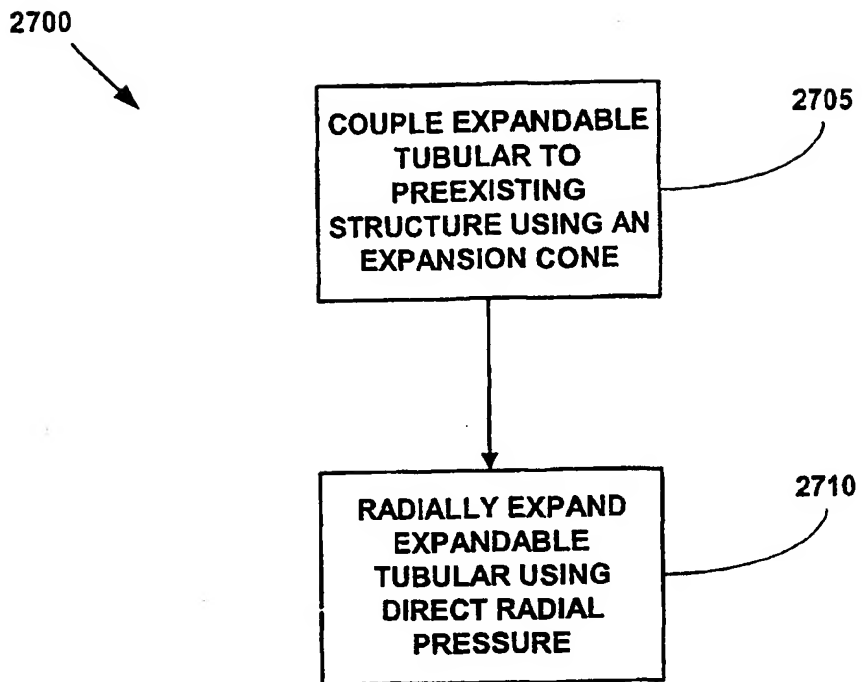 2700
COUPLE EXPANDABLE
TUBULAR TO
PREEXISTING
STRUCTURE USING AN
EXPANSION CONE
2705
RADIALLY EXPAND
EXPANDABLE
TUBULAR USING
DIRECT RADIAL
PRESSURE
2710